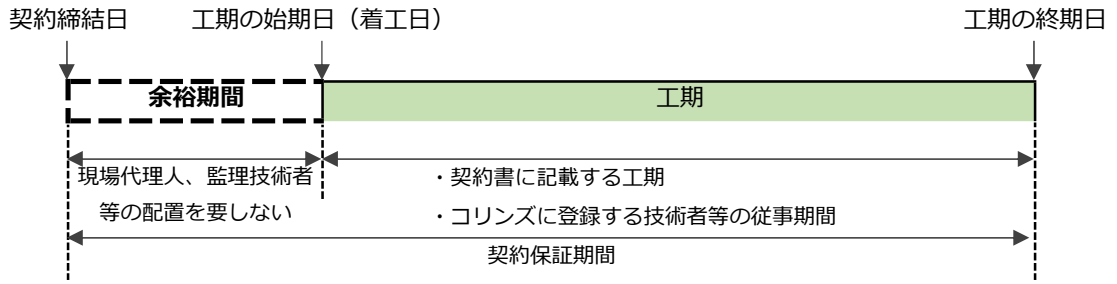 契約締結日
工期の始期日（着工日）
工期の終期日
余裕期間
工期
現場代理人、監理技術者
等の配置を要しない
・契約書に記載する工期
・コリンズに登録する技術者等の従事期間
契約保証期間